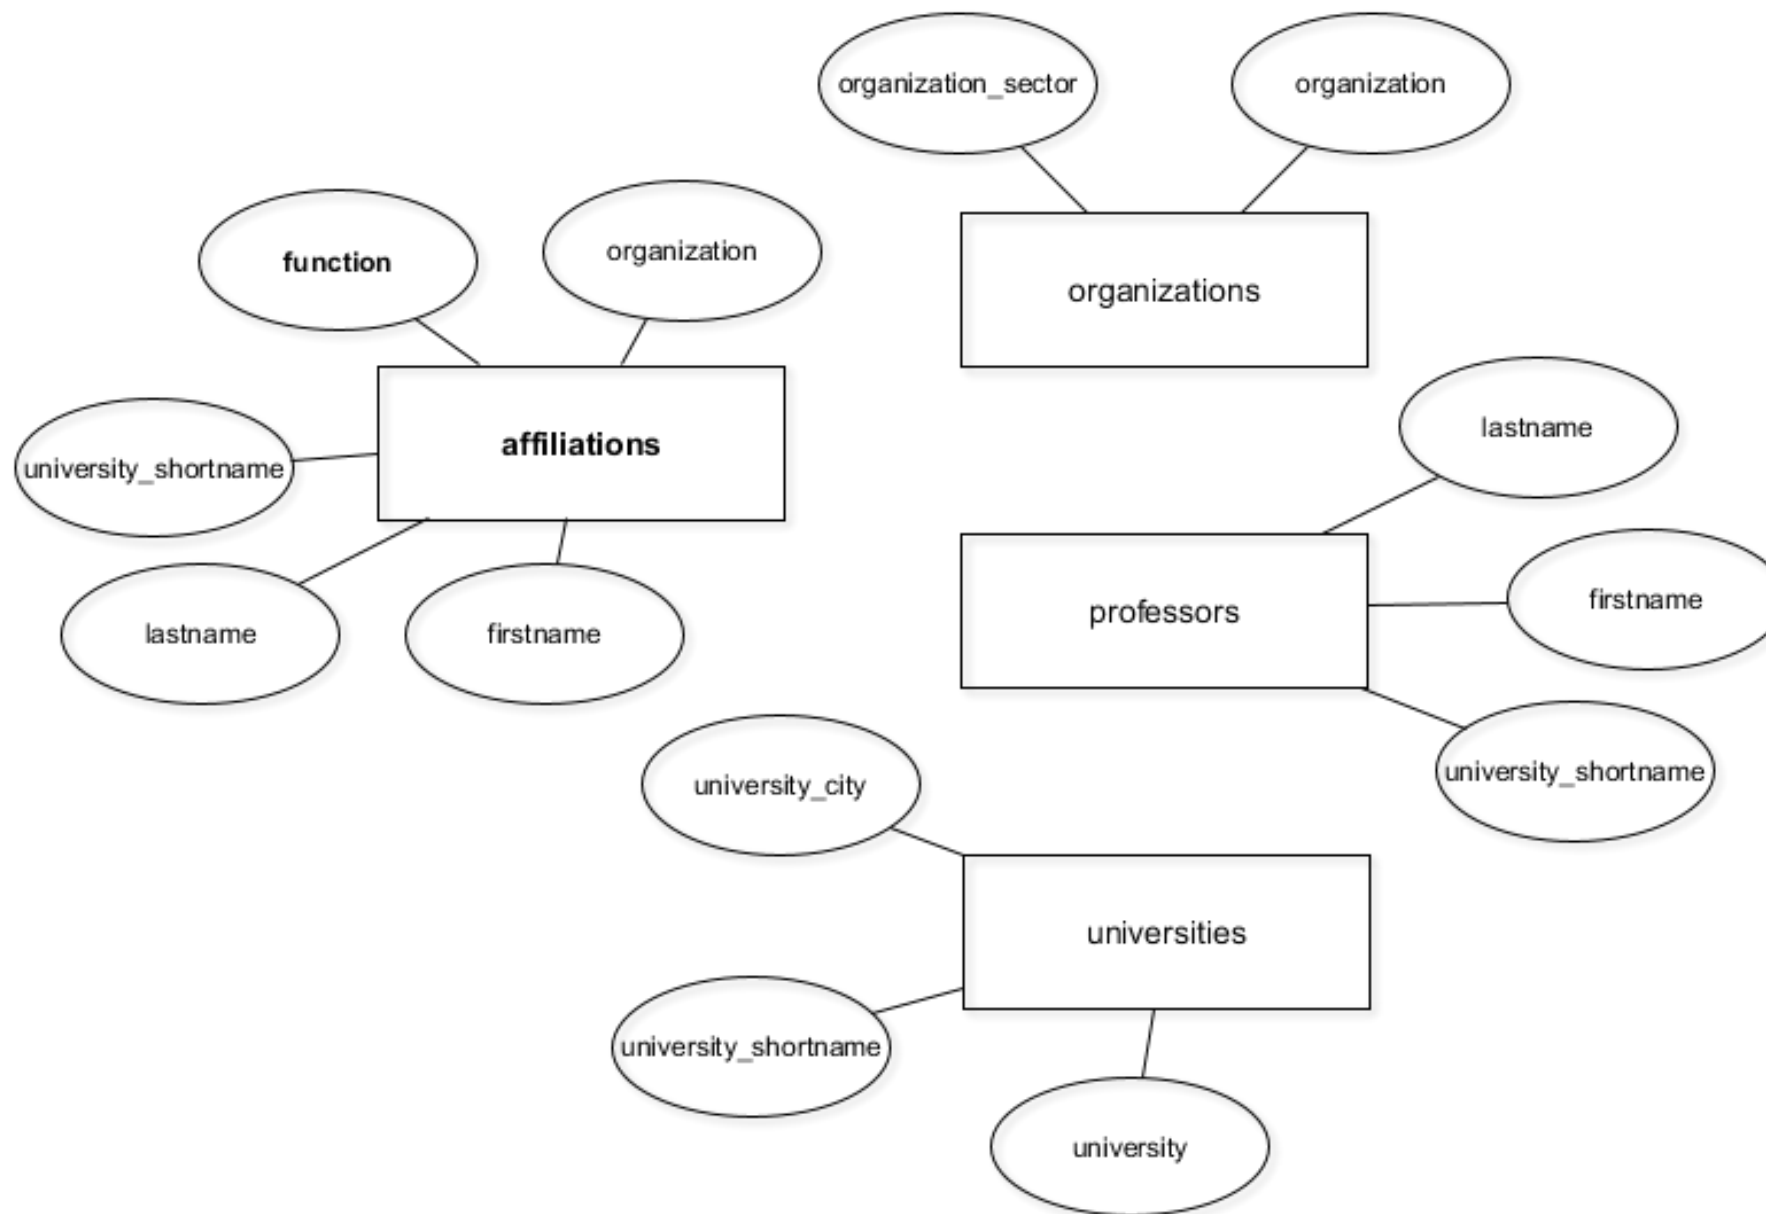 organization_sector
organization
function
organization
organizations
affiliations
lastname
university_shortname
firstname
professors
lastname
firstname
university_shortname
university_city
universities
university_shortname
university